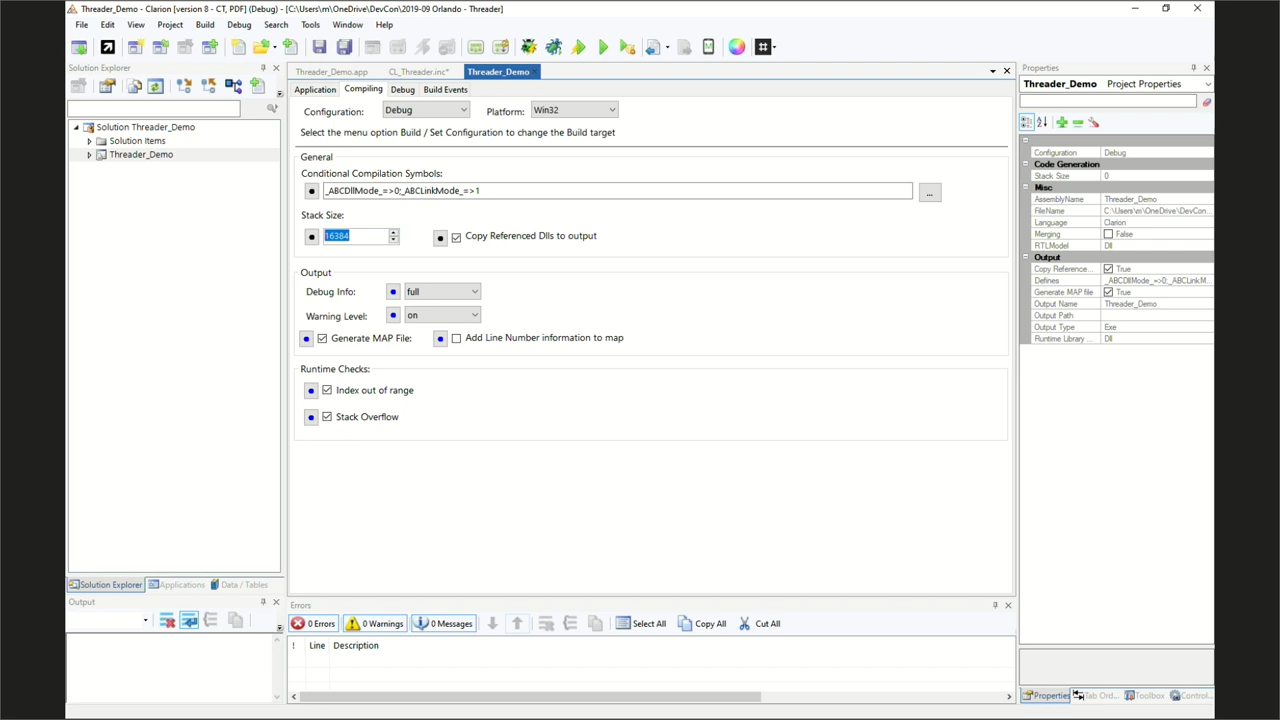 Threader_Demo - Clarion [version 8 - CT, PDF] (Debug) - [C:\Users\m\OneDrive\DevCon\2019-09 Orlando - Threader]
File Edit View Project Build Debug Search Tools Window Help
Solution Explorer
Solution Threader_Demo
Solution Items
Threader_Demo
Solution Explorer Applications Data / Tables
Output
Threader_Demo.app CL_Threader.inc* Threader_Demo
Application Compiling Debug Build Events
Configuration: Debug Platform: Win32
Select the menu option Build / Set Configuration to change the Build target
General
Conditional Compilation Symbols:
_ABCDllMode_=>0;_ABCLinkMode_=>1
...
Stack Size:
16384 Copy Referenced Dlls to output
Output
Debug Info: full
Warning Level: on
Generate MAP File: Add Line Number information to map
Runtime Checks:
Index out of range
Stack Overflow
Errors
0 Errors 0 Warnings 0 Messages Select All Copy All Cut All
! Line Description
Properties
Threader_Demo Project Properties
Configuration Debug
Code Generation
Stack Size 0
Misc
AssemblyName Threader_Demo
FileName C:\Users\m\OneDrive\DevCon...
Language Clarion
Merging False
RTLModel Dll
Output
Copy Reference... True
Defines _ABCDllMode_=>0;_ABCLinkM...
Generate MAP file True
Output Name Threader_Demo
Output Path
Output Type Exe
Runtime Library ... Dll
Properties Tab Ord... Toolbox Control...